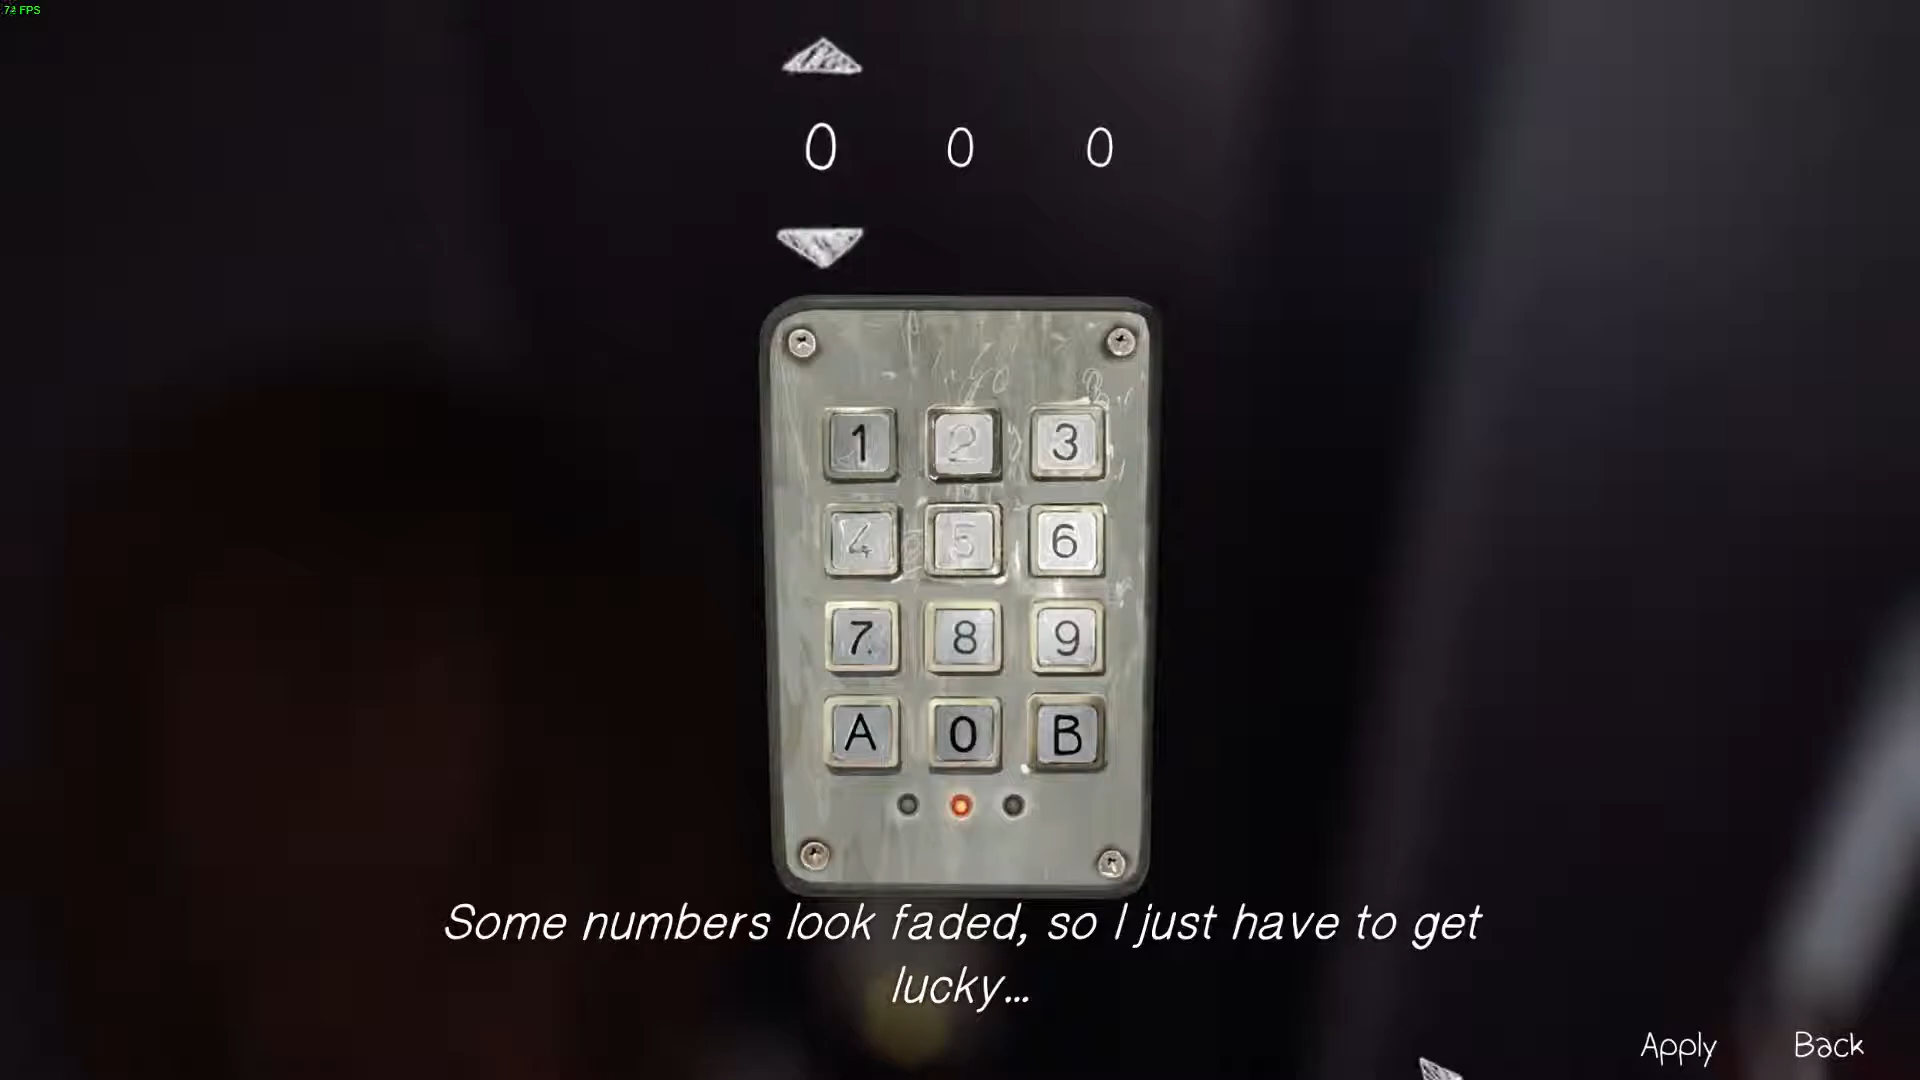 74 FPS
0 0 0
1 2 3
4 5 6
7 8 9
A 0 B
Some numbers look faded, so I just have to get
lucky...
Apply Back